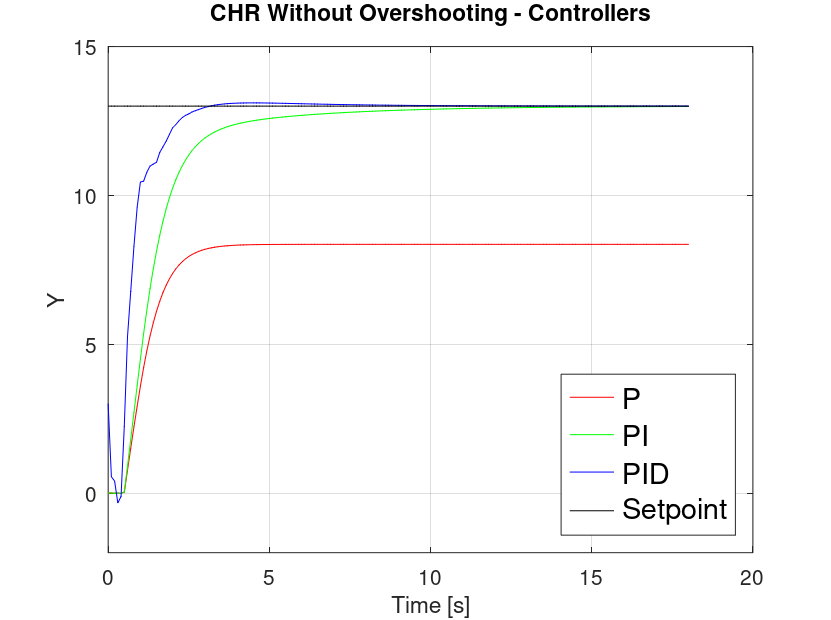 CHR Without Overshooting - Controllers
15
10
5
0
Y
P
PI
PID
Setpoint
0 5 10 15 20
Time [s]